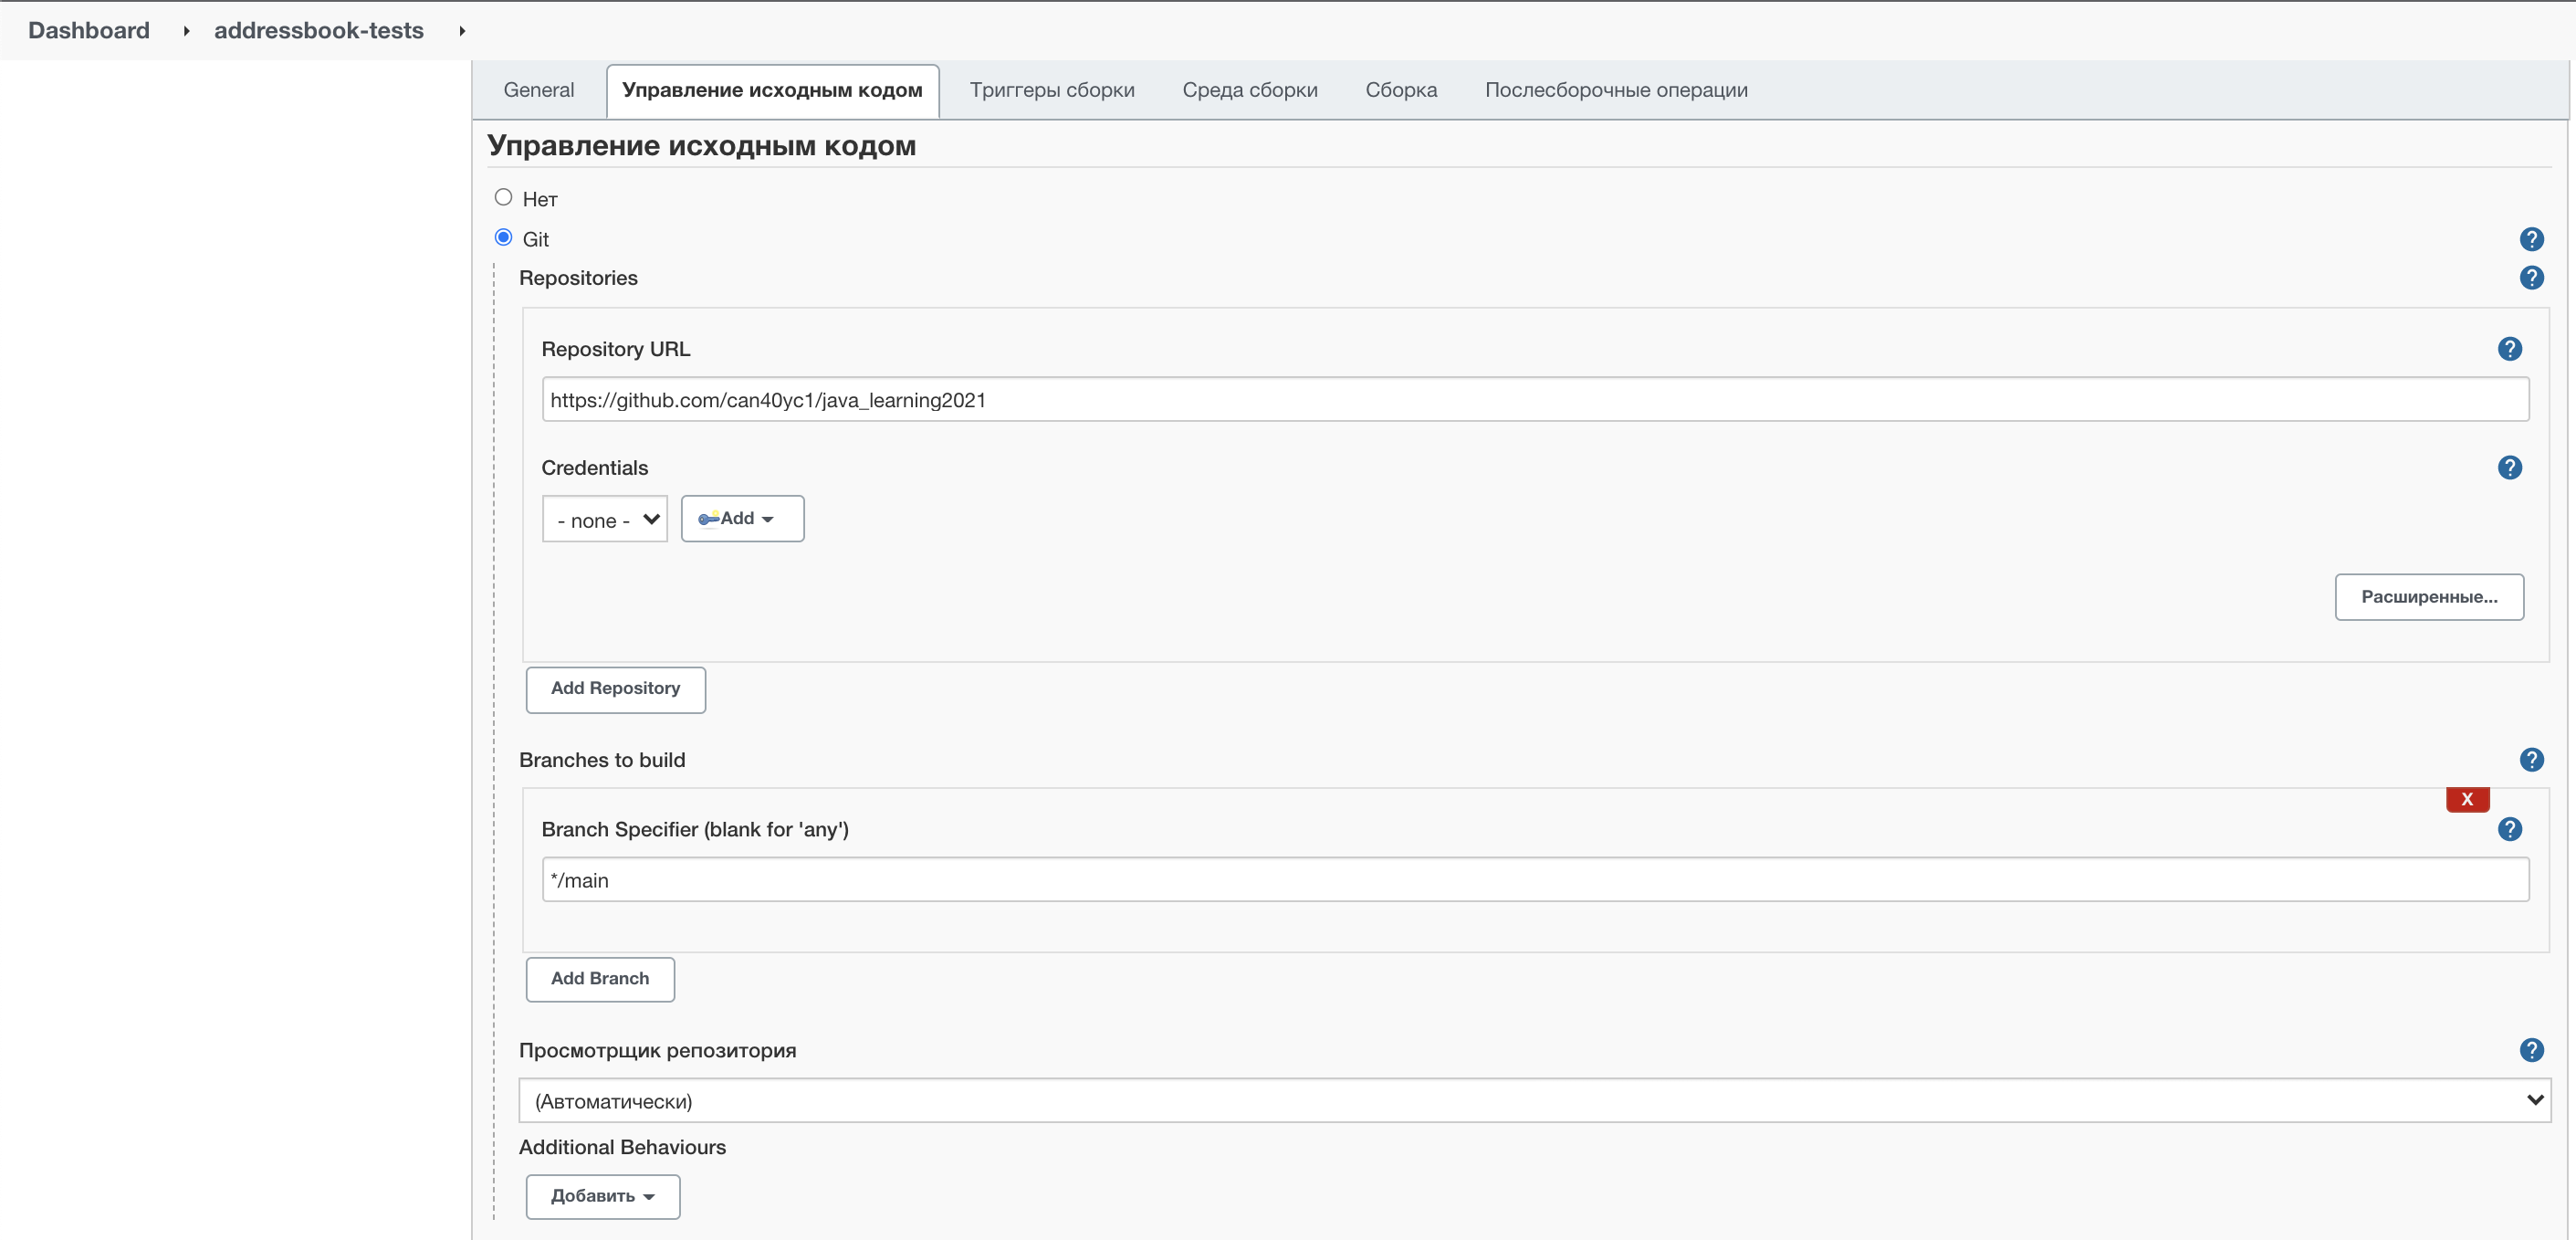 Dashboard addressbook-tests
General Управление исходным кодом Триггеры сборки Среда сборки Сборка Послесборочные операции
Управление исходным кодом
Нет
Git
?
Repositories
?
Repository URL
?
https://github.com/can40yc1/java_learning2021
Credentials
?
- none - Add
Расширенные...
Add Repository
Branches to build
?
X
Branch Specifier (blank for 'any')
?
*/main
Add Branch
Просмотрщик репозитория
?
(Автоматически)
Additional Behaviours
Добавить